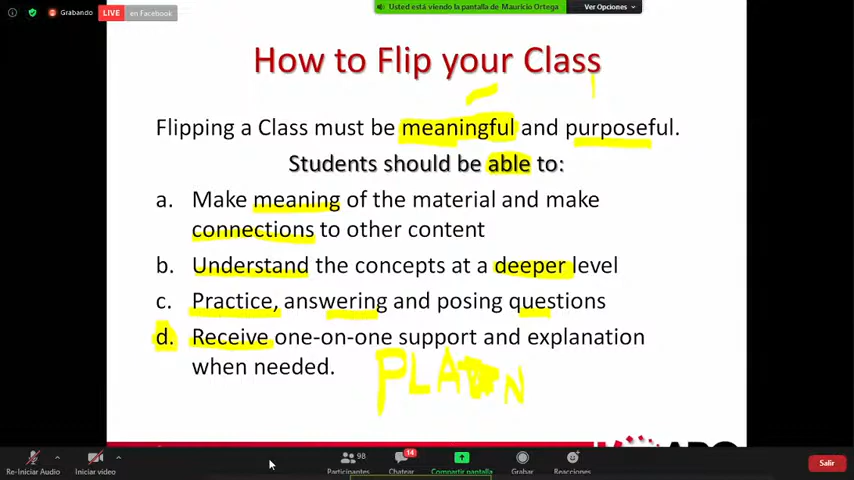 Grabando LIVE en Facebook
Usted está viendo la pantalla de Mauricio Ortega Ver Opciones
How to Flip your Class
Flipping a Class must be meaningful and purposeful.
Students should be able to:
a. Make meaning of the material and make
connections to other content
b. Understand the concepts at a deeper level
c. Practice, answering and posing questions
d. Receive one-on-one support and explanation
when needed.
98 14
Re-Iniciar Audio Iniciar video Participantes Chatear Compartir pantalla Grabar Reacciones Salir